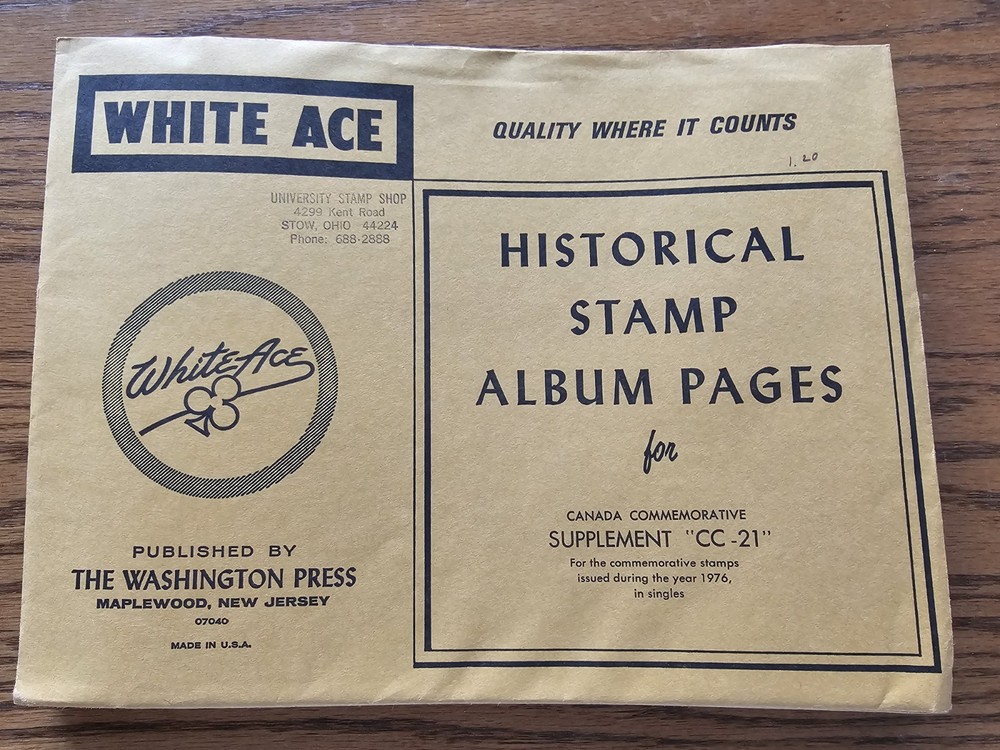 WHITE ACE
QUALITY WHERE IT COUNTS
1.20
UNIVERSITY STAMP SHOP
4299 Kent Road
STOW, OHIO 44224
Phone: 688-2888
White Ace
PUBLISHED BY
THE WASHINGTON PRESS
MAPLEWOOD, NEW JERSEY
07040
MADE IN U.S.A.
HISTORICAL
STAMP
ALBUM PAGES
for
CANADA COMMEMORATIVE
SUPPLEMENT "CC-21"
For the commemorative stamps
issued during the year 1976,
in singles